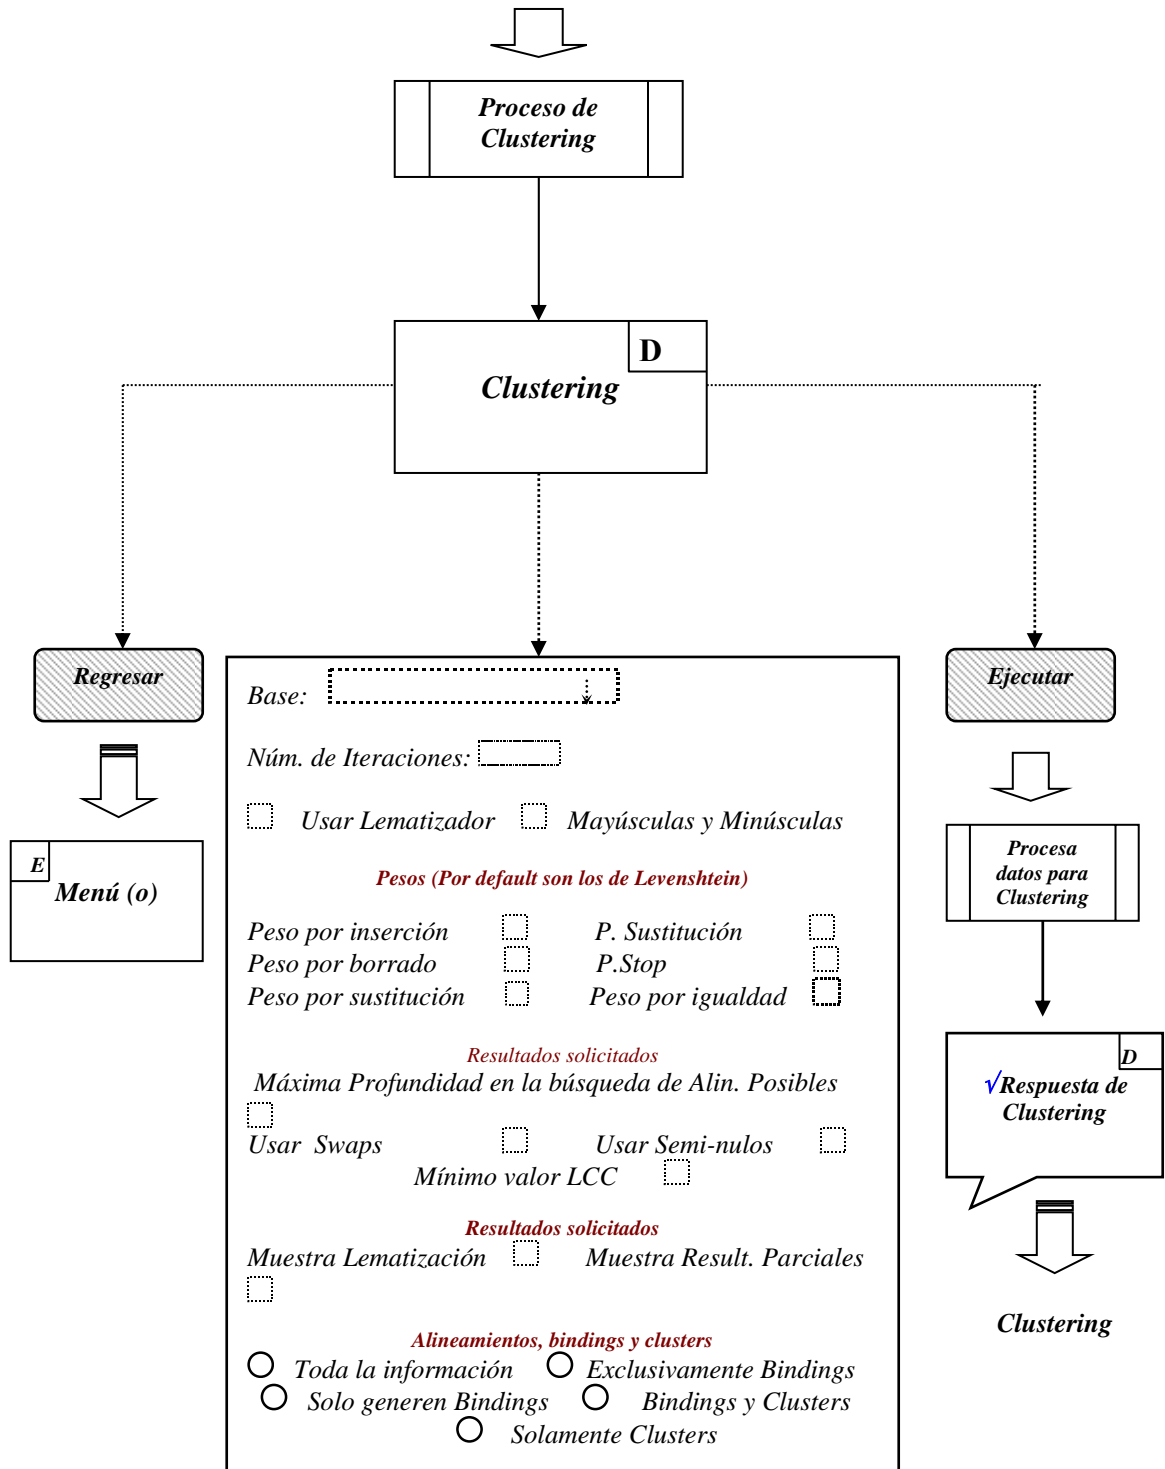 Proceso de
Clustering
D
Clustering
Regresar
Ejecutar
Base:
Núm. de Iteraciones:
Usar Lematizador Mayúsculas y Minúsculas
Pesos (Por default son los de Levenshtein)
Peso por inserción P. Sustitución
Peso por borrado P.Stop
Peso por sustitución Peso por igualdad
Resultados solicitados
Máxima Profundidad en la búsqueda de Alin. Posibles
Usar Swaps Usar Semi-nulos
Mínimo valor LCC
Resultados solicitados
Muestra Lematización Muestra Result. Parciales
Alineamientos, bindings y clusters
Toda la información Exclusivamente Bindings
Solo generen Bindings Bindings y Clusters
Solamente Clusters
E
Menú (o)
Procesa
datos para
Clustering
D
√Respuesta de
Clustering
Clustering